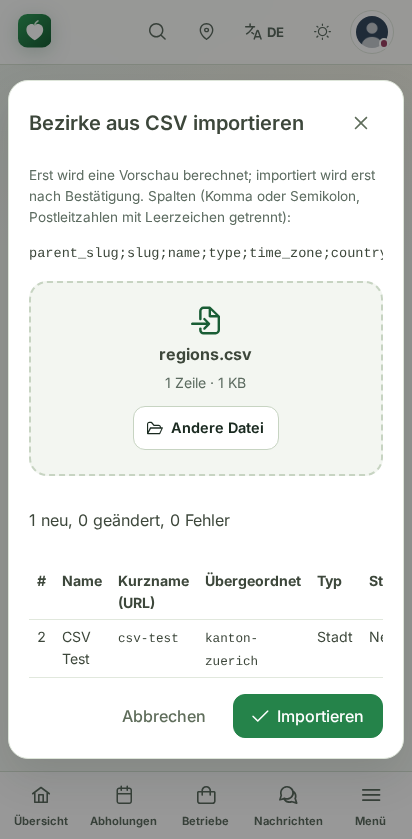 DE
Bezirke aus CSV importieren
Erst wird eine Vorschau berechnet; importiert wird erst
nach Bestätigung. Spalten (Komma oder Semikolon,
Postleitzahlen mit Leerzeichen getrennt):
parent_slug;slug;name;type;time_zone;country
regions.csv
1 Zeile · 1 KB
Andere Datei
1 neu, 0 geändert, 0 Fehler
# Name Kurzname Übergeordnet Typ St
(URL)
2 CSV csv-test kanton- Stadt Ne
Test zuerich
Abbrechen Importieren
Übersicht Abholungen Betriebe Nachrichten Menü